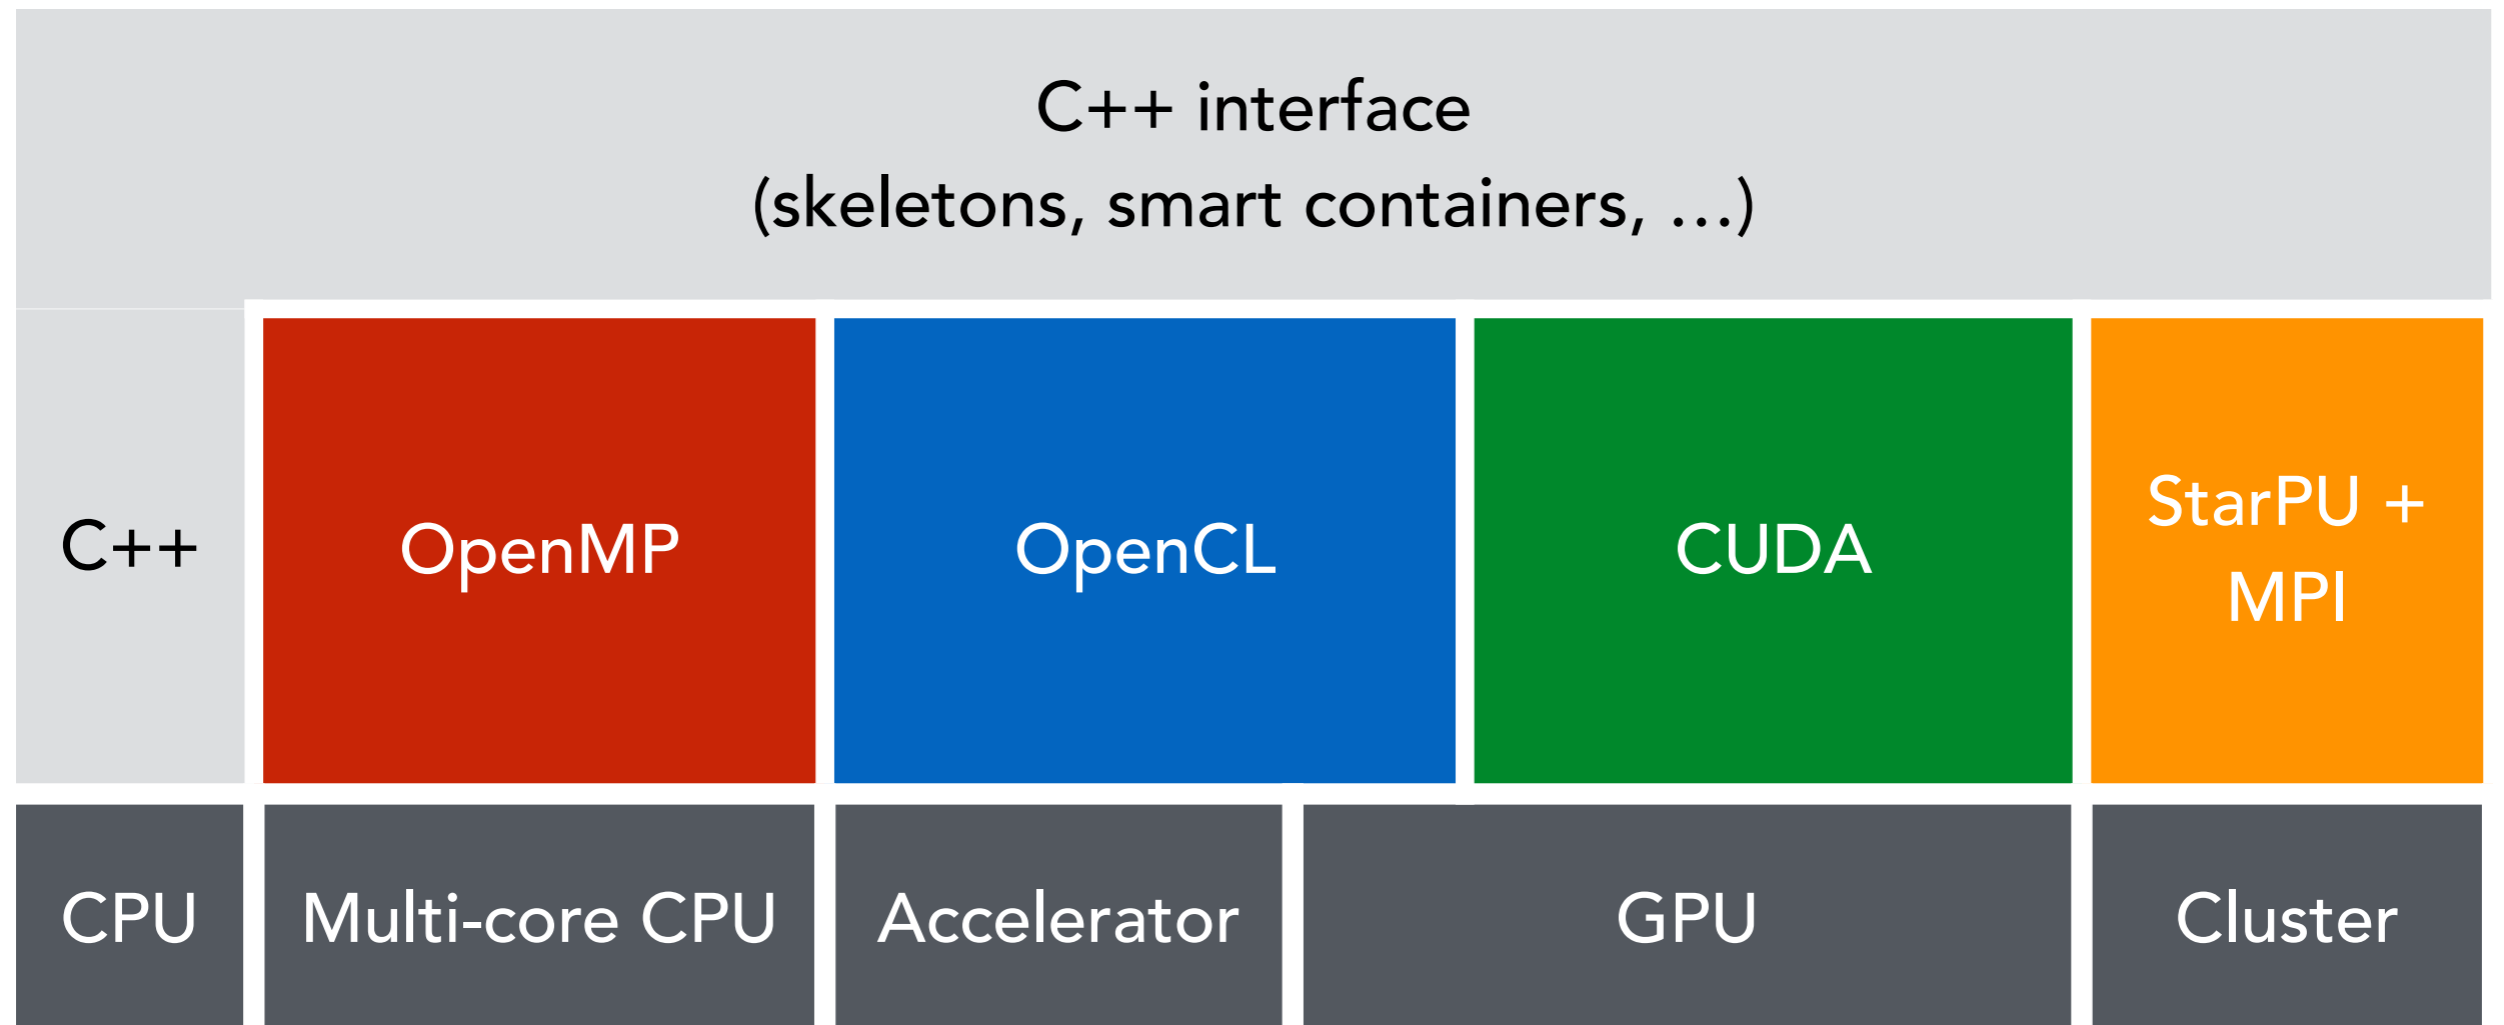 C++ interface
(skeletons, smart containers, …)
C++
OpenMP
OpenCL
CUDA
StarPU +
MPI
CPU
Multi-core CPU
Accelerator
GPU
Cluster